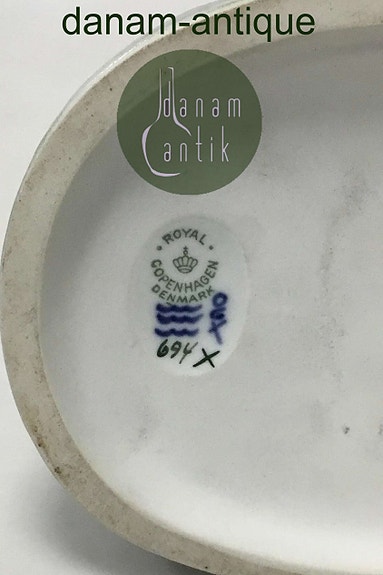 danam-antique
danam
antik
ROYAL
COPENHAGEN
DENMARK
694 X